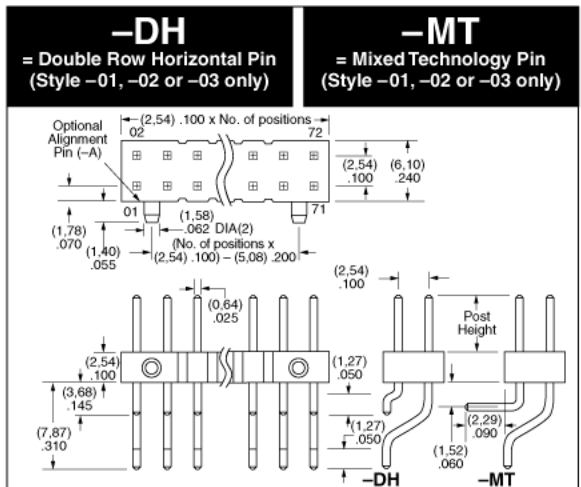 –DH
= Double Row Horizontal Pin
(Style –01, –02 or –03 only)
–MT
= Mixed Technology Pin
(Style –01, –02 or –03 only)
(2,54) .100 x No. of positions
Optional
Alignment
Pin (–A)
02
72
(2,54)
.100
(6,10)
.240
01
71
(1,58)
.062 DIA(2)
(1,78)
.070
(1,40)
.055
(No. of positions x
(2,54) .100) – (5,08) .200
(2,54)
.100
(0,64)
.025
Post
Height
(2,54)
.100
(1,27)
.050
(3,68)
.145
(7,87)
.310
(1,27)
.050
(2,29)
.090
(1,52)
.060
–DH
–MT